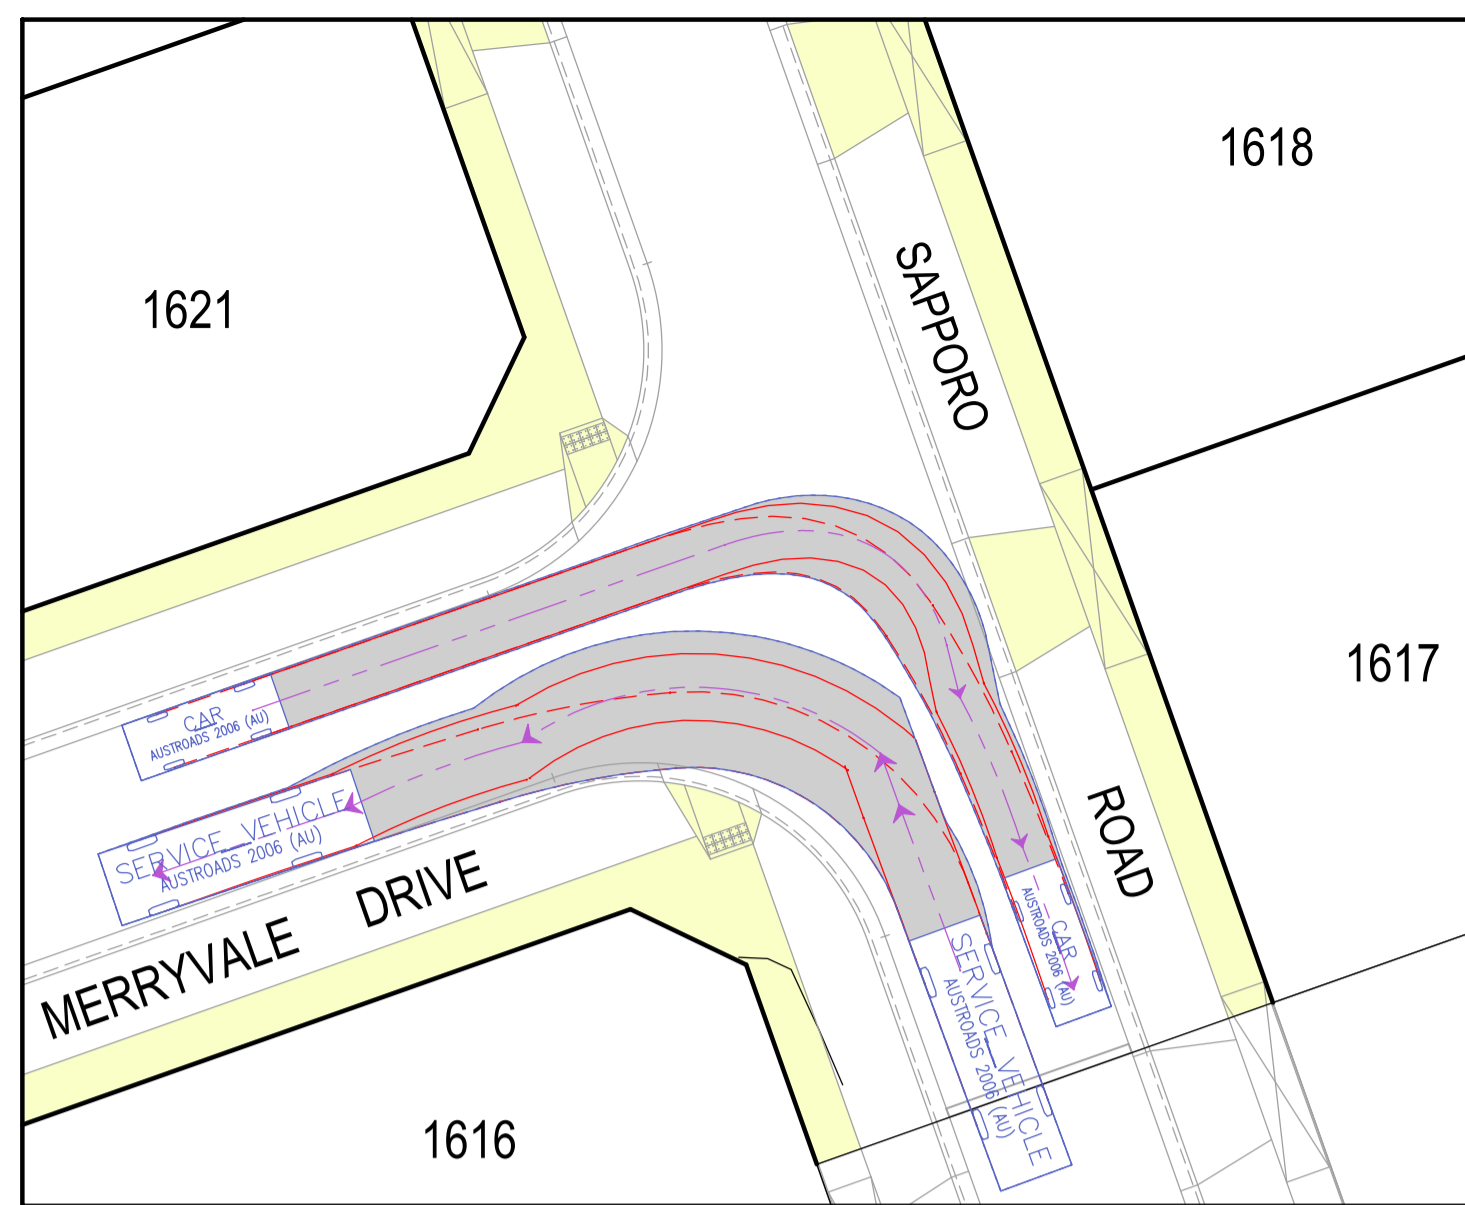 1618
1621
SAPPORO
ROAD
1617
CAR
AUSTROADS 2006 (AU)
SERVICE VEHICLE
AUSTROADS 2006 (AU)
MERRYVALE DRIVE
CAR
AUSTROADS 2006 (AU)
SERVICE VEHICLE
AUSTROADS 2006 (AU)
1616